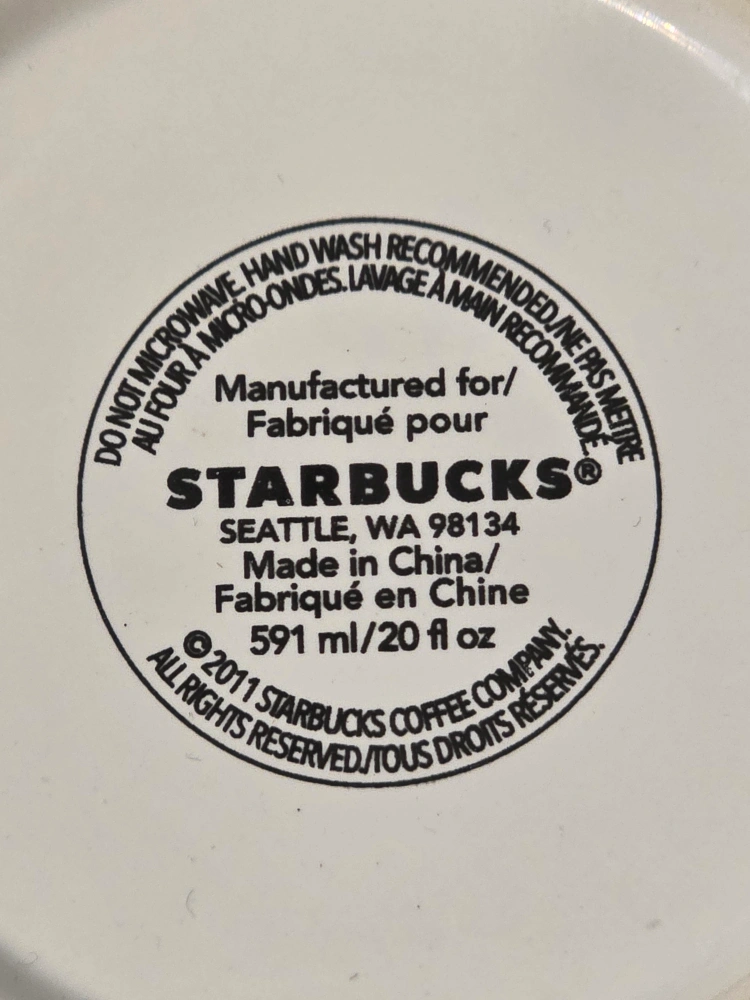 DO NOT MICROWAVE. HAND WASH RECOMMENDED./NE PAS METTRE
AU FOUR À MICRO-ONDES. LAVAGE À MAIN RECOMMANDÉ.
Manufactured for/
Fabriqué pour
STARBUCKS®
SEATTLE, WA 98134
Made in China/
Fabriqué en Chine
591 ml/20 fl oz
©2011 STARBUCKS COFFEE COMPANY.
ALL RIGHTS RESERVED./TOUS DROITS RÉSERVÉS.